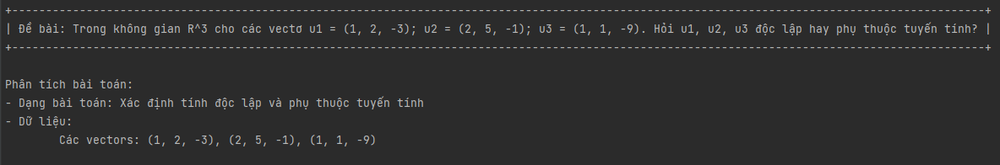 | Đề bài: Trong không gian R^3 cho các vectơ u1 = (1, 2, -3); u2 = (2, 5, -1); u3 = (1, 1, -9). Hỏi u1, u2, u3 độc lập hay phụ thuộc tuyến tính? |
Phân tích bài toán:
- Dạng bài toán: Xác định tính độc lập và phụ thuộc tuyến tính
- Dữ liệu:
Các vectors: (1, 2, -3), (2, 5, -1), (1, 1, -9)